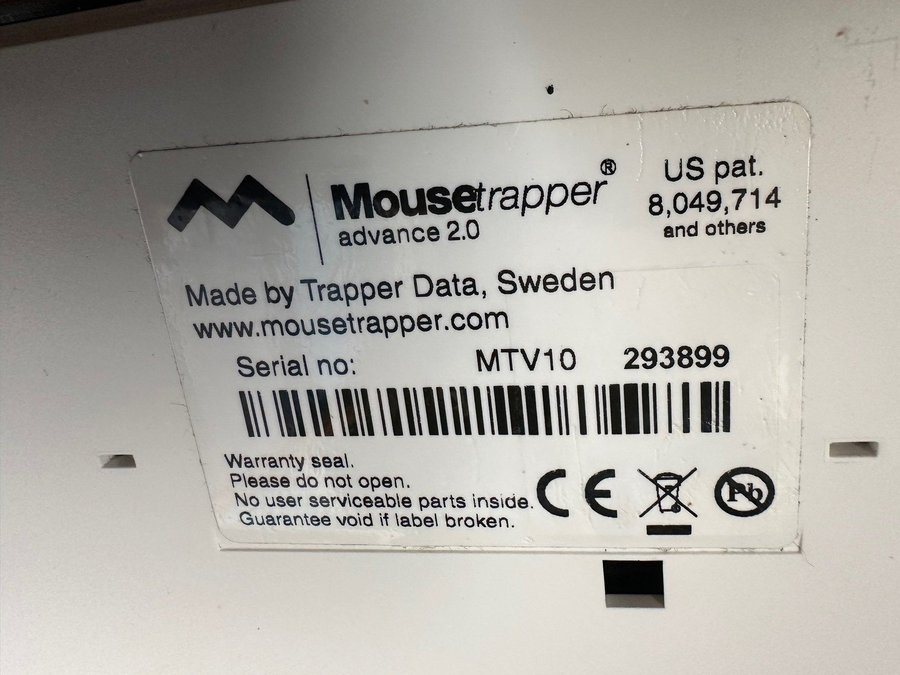 Mousetrapper®
advance 2.0
US pat.
8,049,714
and others
Made by Trapper Data, Sweden
www.mousetrapper.com
Serial no: MTV10 293899
Warranty seal.
Please do not open.
No user serviceable parts inside.
Guarantee void if label broken.
CE
Pb